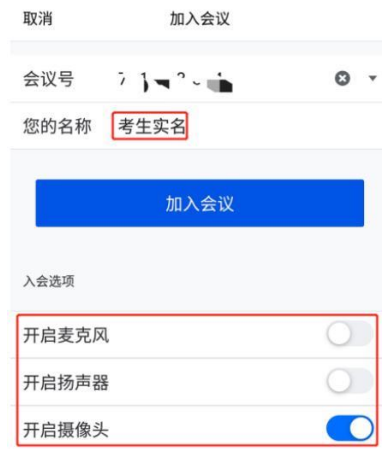 取消 加入会议
会议号
您的名称 考生实名
加入会议
入会选项
开启麦克风
开启扬声器
开启摄像头